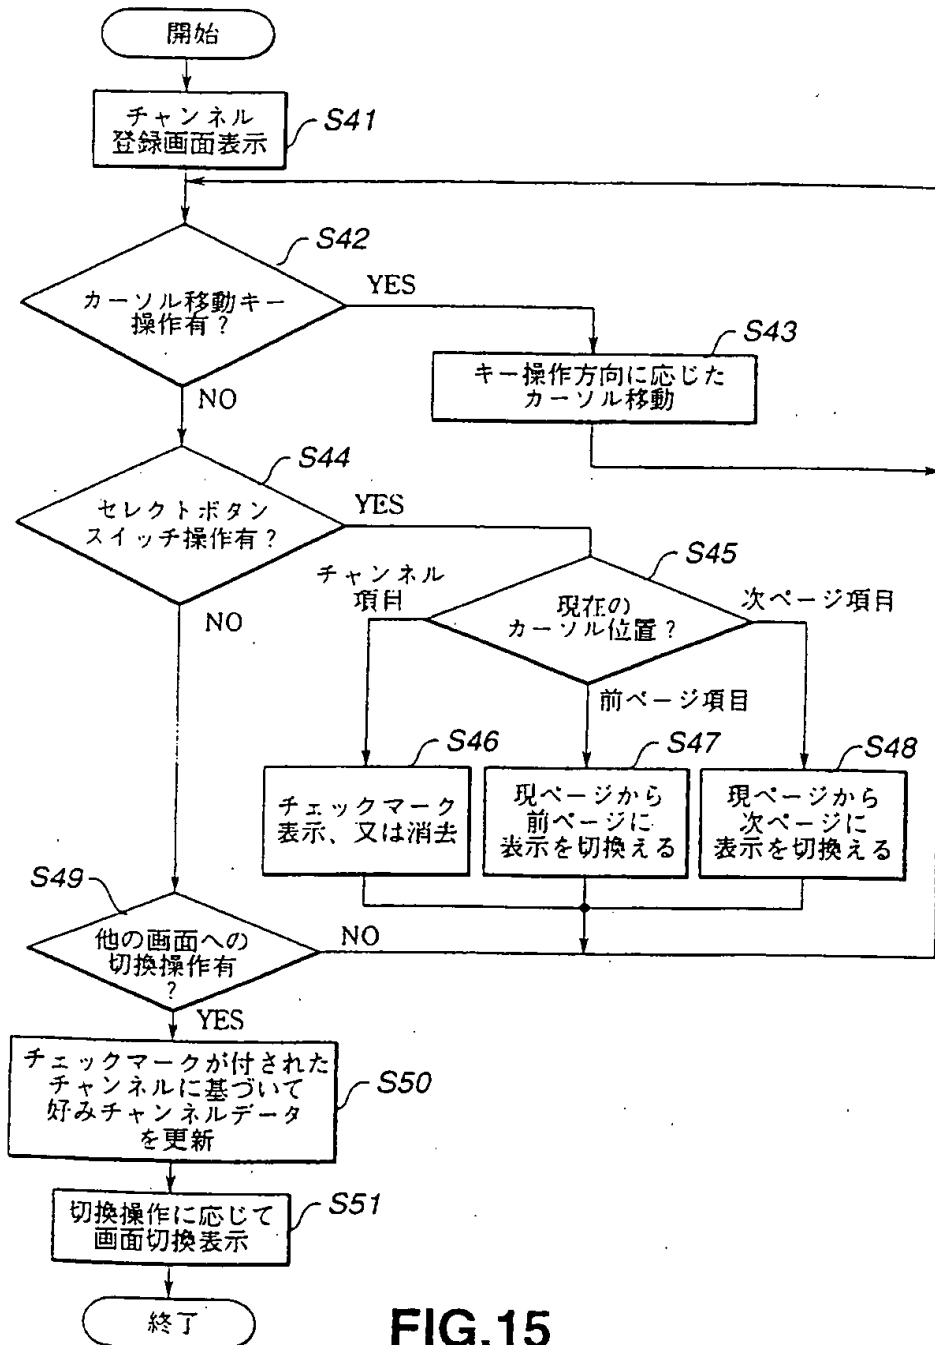 開始
チャンネル
登録画面表示
S41
S42
カーソル移動キー
操作有?
YES
NO
S43
キー操作方向に応じた
カーソル移動
S44
セレクトボタン
スイッチ操作有?
YES
NO
S45
現在の
カーソル位置?
チャンネル
項目
次ページ項目
前ページ項目
S46
チェックマーク
表示、又は消去
S47
現ページから
前ページに
表示を切換える
S48
現ページから
次ページに
表示を切換える
S49
他の画面への
切換操作有
?
NO
YES
チェックマークが付された
チャンネルに基づいて
好みチャンネルデータ
を更新
S50
切換操作に応じて
画面切換表示
S51
終了
FIG.15